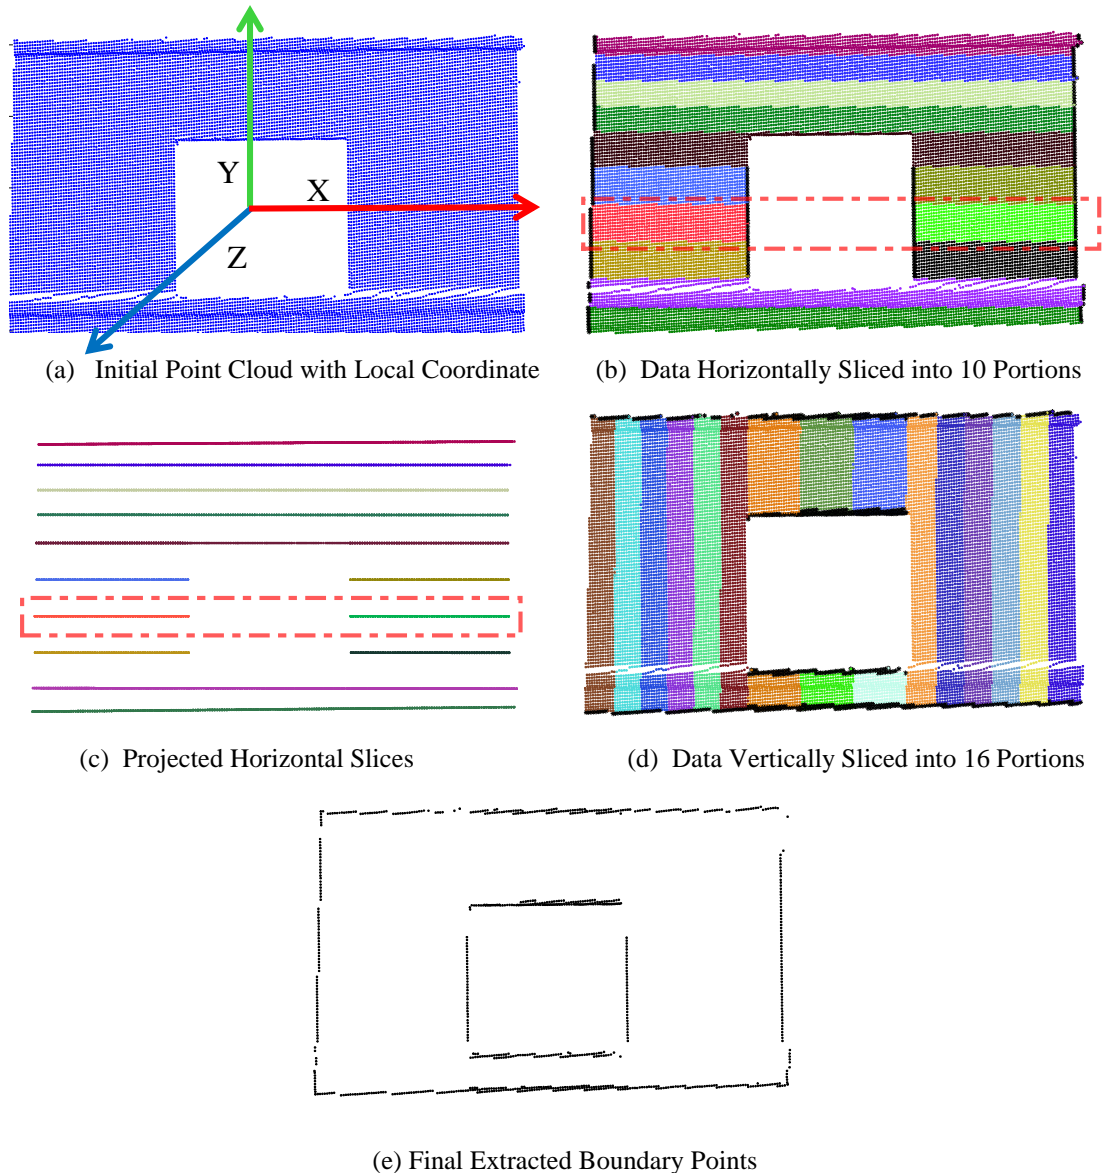 Y
X
Z
(a) Initial Point Cloud with Local Coordinate
(b) Data Horizontally Sliced into 10 Portions
(c) Projected Horizontal Slices
(d) Data Vertically Sliced into 16 Portions
(e) Final Extracted Boundary Points